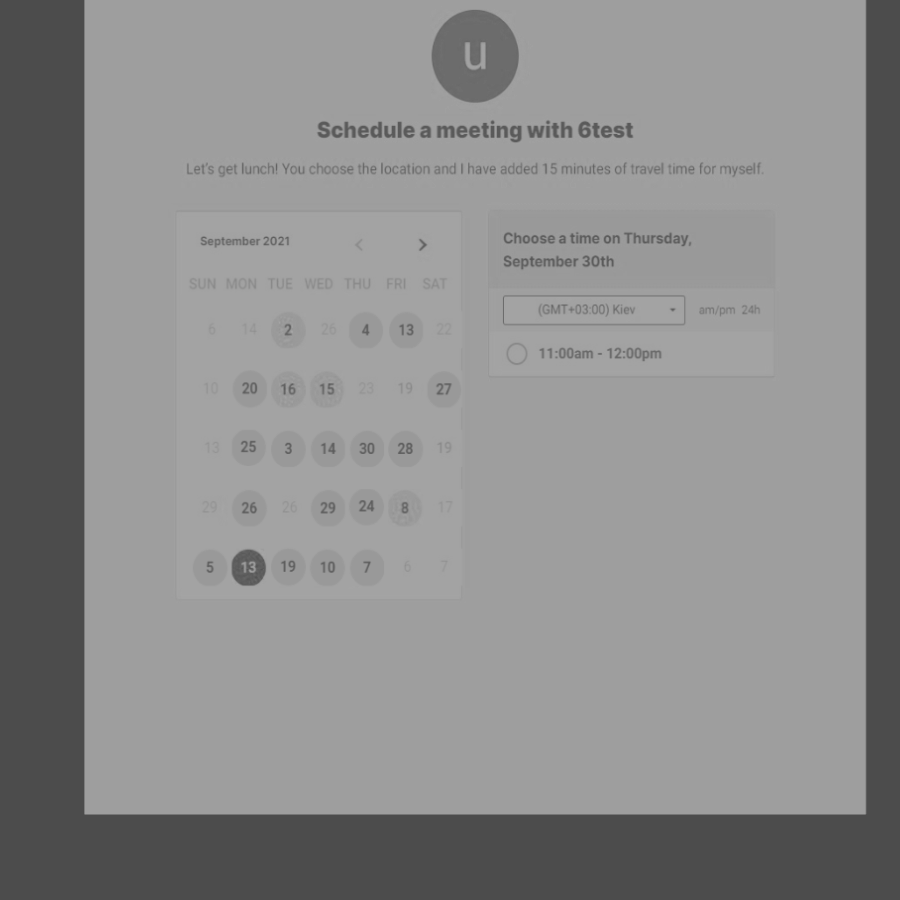 u
Schedule a meeting with 6test
Let's get lunch! You choose the location and I have added 15 minutes of travel time for myself.
September 2021
SUN MON TUE WED THU FRI SAT
6 14 2 26 4 13 22
10 20 16 15 23 19 27
13 25 3 14 30 28 19
29 26 26 29 24 8 17
5 13 19 10 7 6 7
Choose a time on Thursday,
September 30th
(GMT+03:00) Kiev am/pm 24h
11:00am - 12:00pm